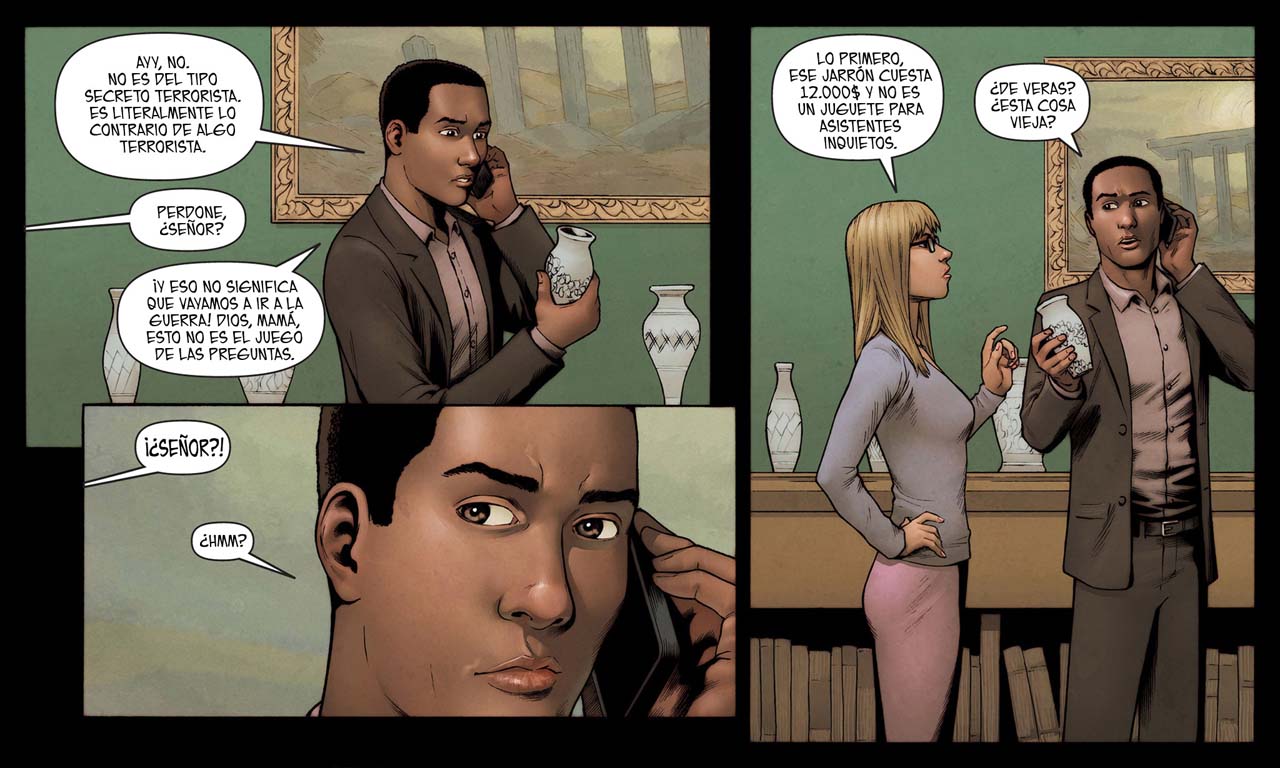 AYY, NO.
NO ES DEL TIPO
SECRETO TERRORISTA.
ES LITERALMENTE LO
CONTRARIO DE ALGO
TERRORISTA.
PERDONE,
¿SEÑOR?
¡Y ESO NO SIGNIFICA
QUE VAYAMOS A IR A LA
GUERRA! DIOS, MAMÁ,
ESTO NO ES EL JUEGO
DE LAS PREGUNTAS.
¡¿SEÑOR?!
¿HMM?
LO PRIMERO,
ESE JARRÓN CUESTA
12.000$ Y NO ES
UN JUGUETE PARA
ASISTENTES
INQUIETOS.
¿DE VERAS?
¿ESTA COSA
VIEJA?